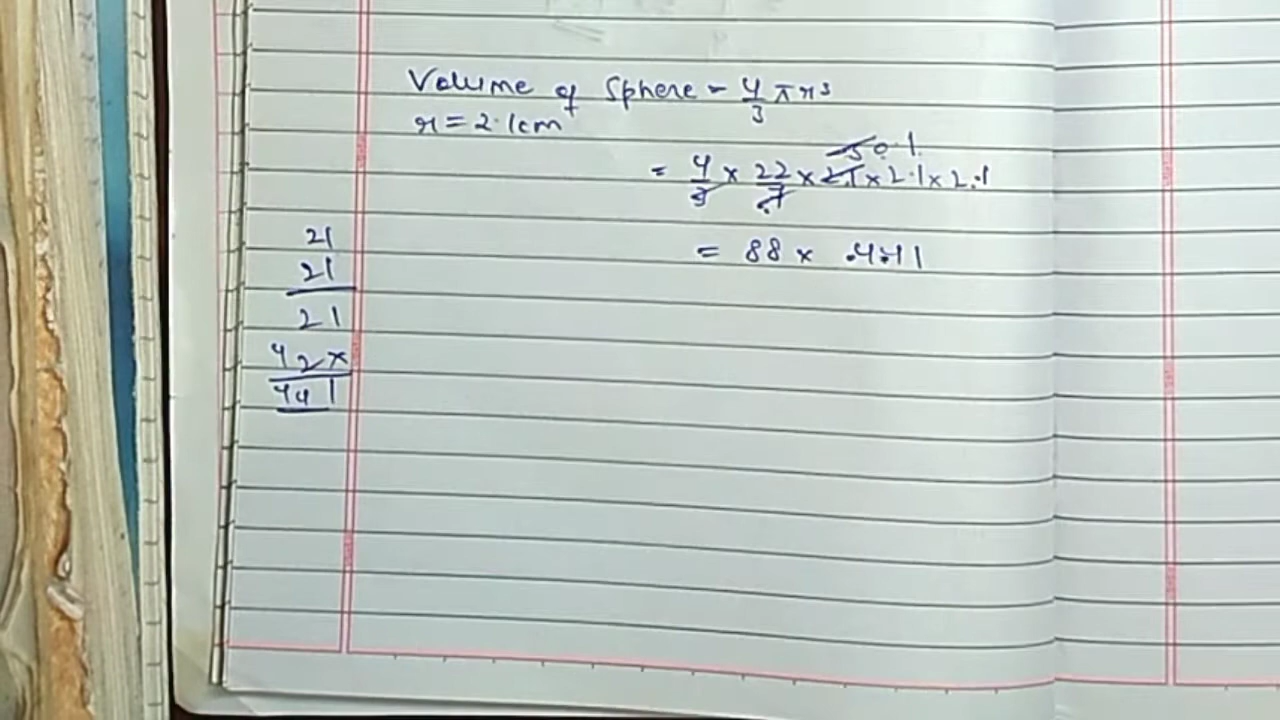 Volume of Sphere = 4/3 π r³
r = 2.1cm
0.1
= 4/3 × 22/7 × 2.1 × 2.1 × 2.1
= 88 × .441
21
21
21
42×
441